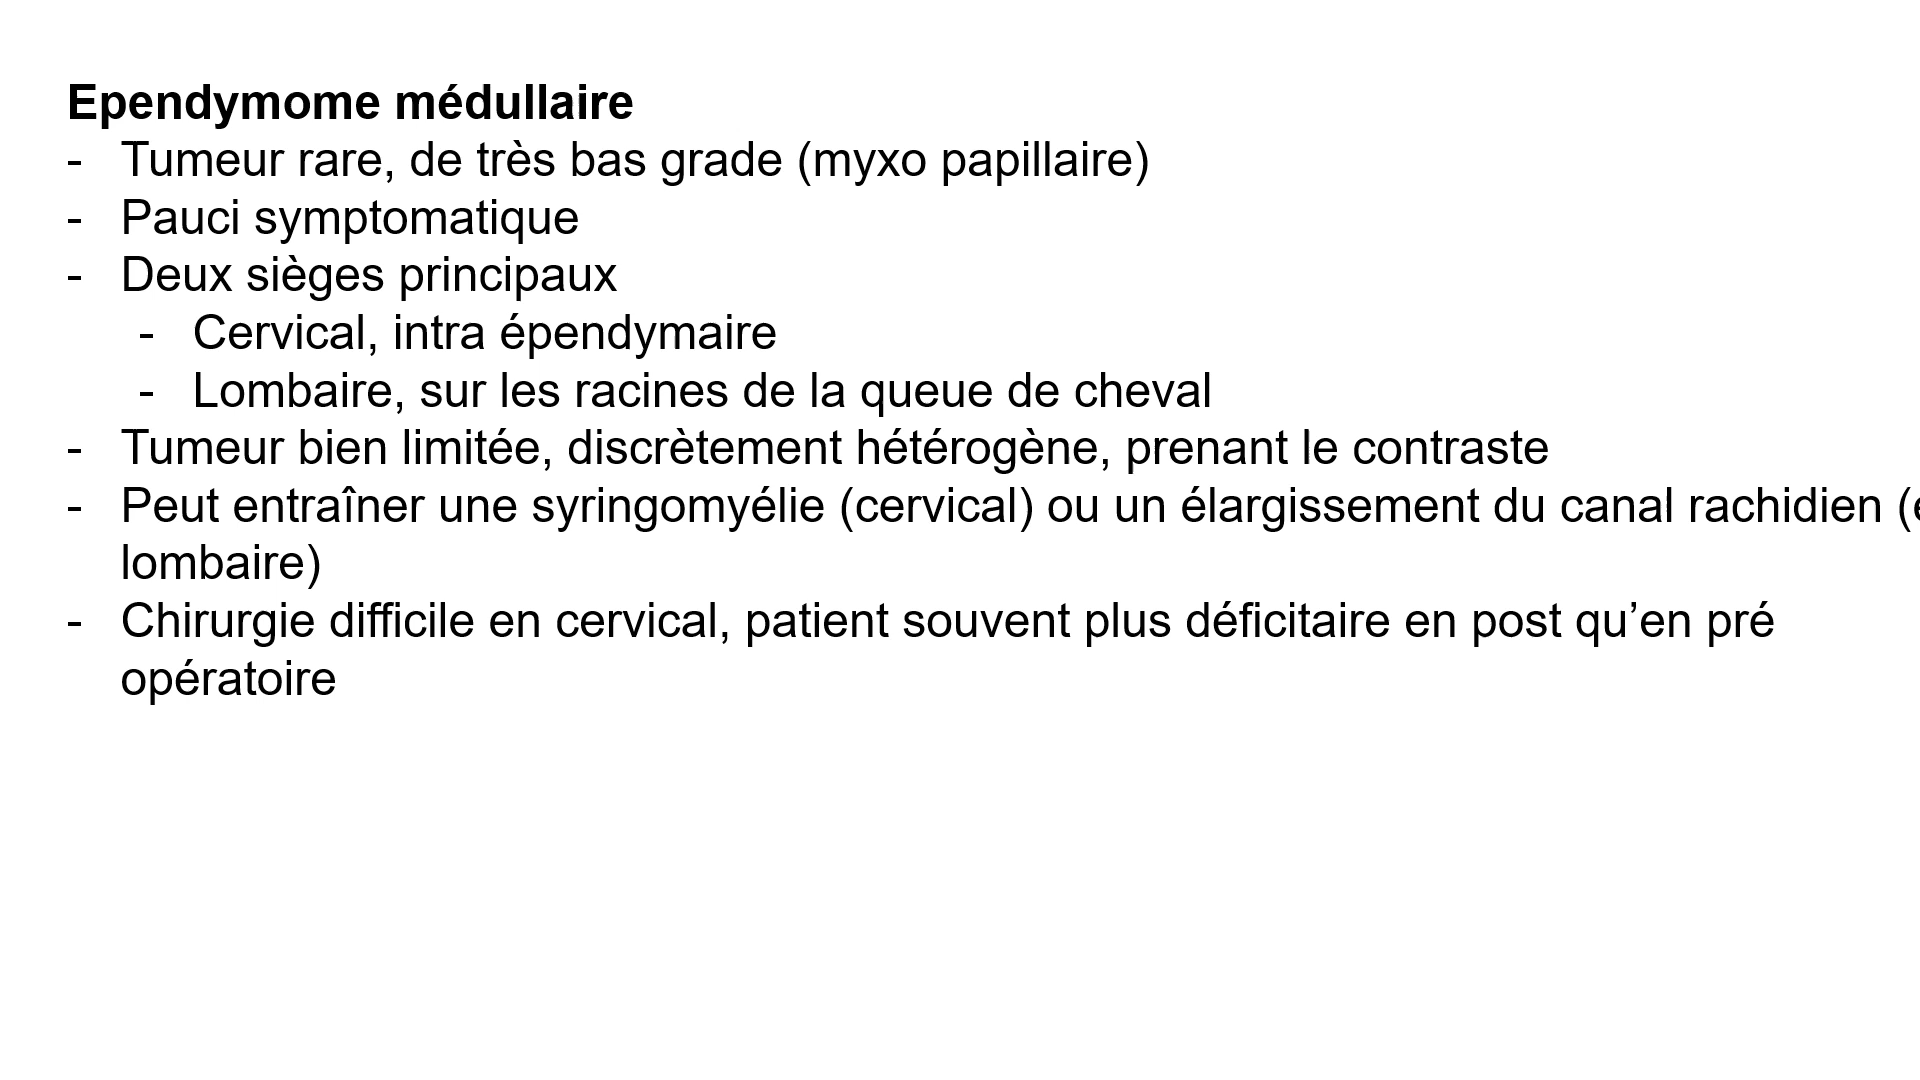 Ependymome médullaire
- Tumeur rare, de très bas grade (myxo papillaire)
- Pauci symptomatique
- Deux sièges principaux
- Cervical, intra épendymaire
- Lombaire, sur les racines de la queue de cheval
- Tumeur bien limitée, discrètement hétérogène, prenant le contraste
- Peut entraîner une syringomyélie (cervical) ou un élargissement du canal rachidien
lombaire)
- Chirurgie difficile en cervical, patient souvent plus déficitaire en post qu’en pré
opératoire